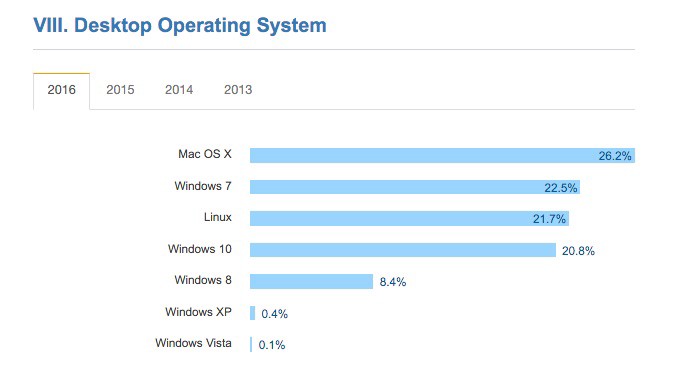 VIII. Desktop Operating System
2016 2015 2014 2013
Mac OS X 26.2%
Windows 7 22.5%
Linux 21.7%
Windows 10 20.8%
Windows 8 8.4%
Windows XP 0.4%
Windows Vista 0.1%